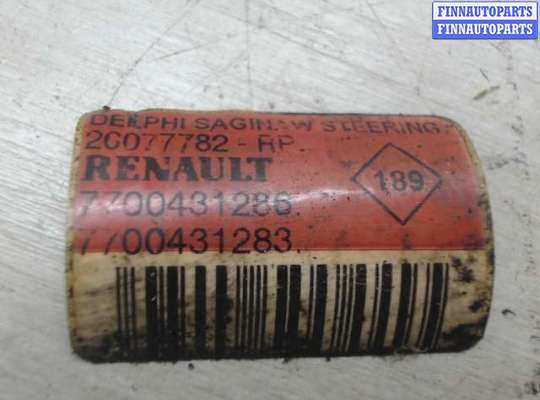 FINNAUTOPARTS
FINNAUTOPARTS
DELPHI SAGINAW STEERING
26077782 - RP.
RENAULT
189
7700431286.
7700431283.